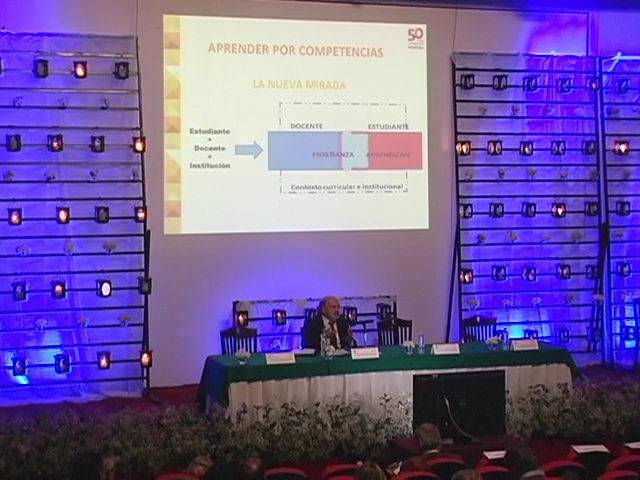 50
APRENDER POR COMPETENCIAS
LA NUEVA MIRADA
DOCENTE
ESTUDIANTE
Estudiante
+
Docente
+
Institución
ENSEÑANZA
APRENDIZAJE
Contexto curricular e institucional